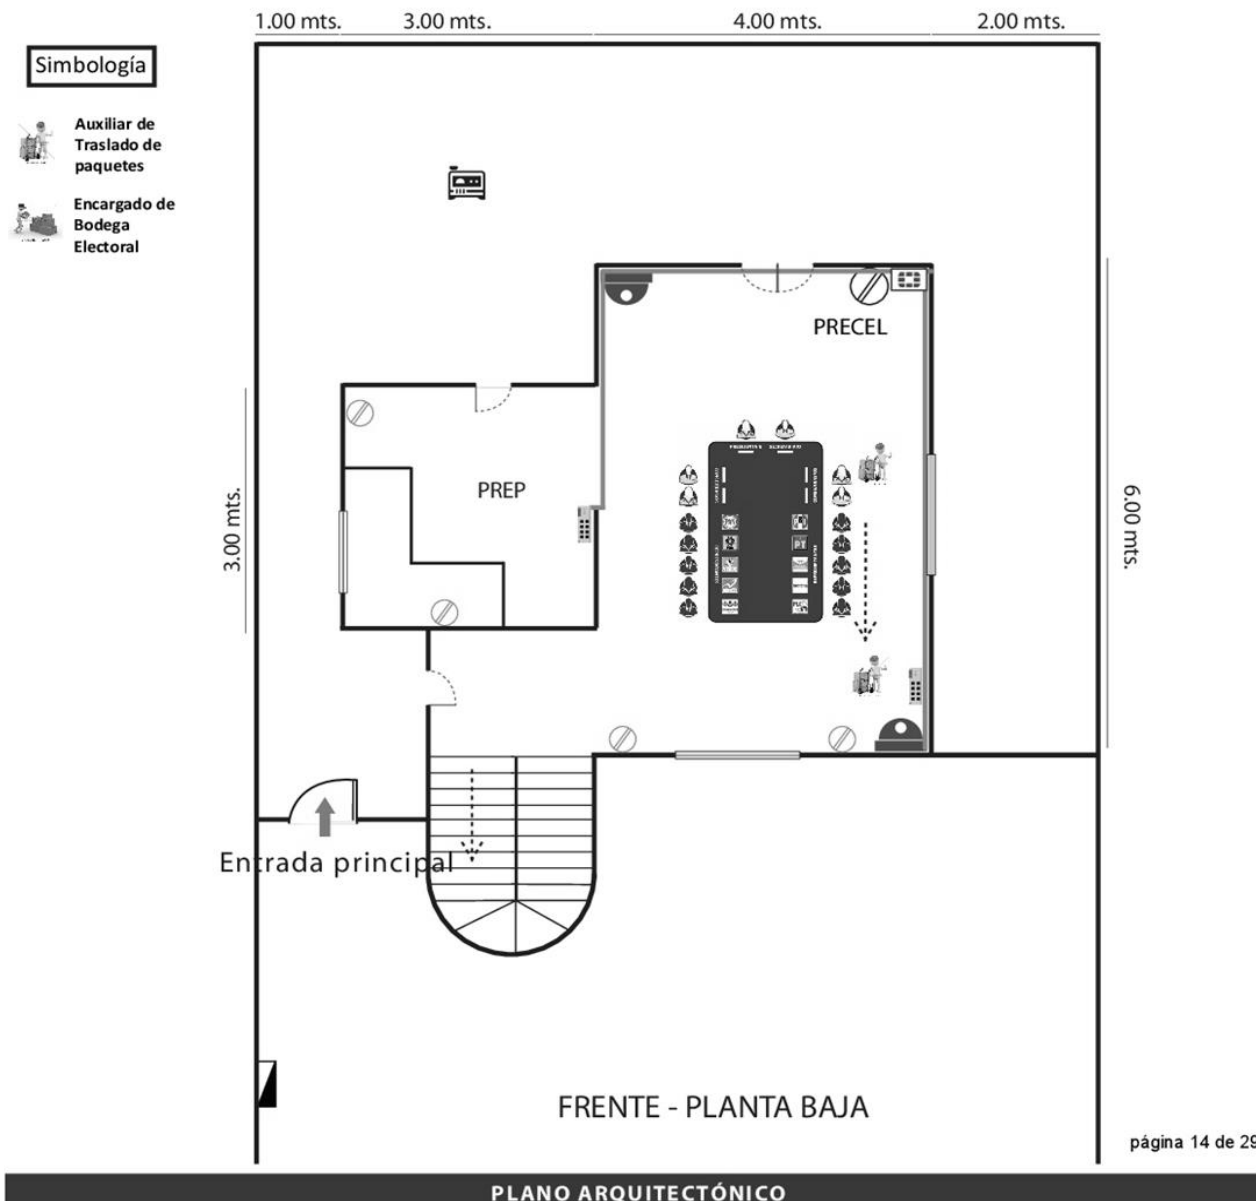 1.00 mts.
3.00 mts.
4.00 mts.
2.00 mts.
Simbología
Auxiliar de
Traslado de
paquetes
Encargado de
Bodega
Electoral
PRECEL
PREP
3.00 mts.
6.00 mts.
Entrada principal
FRENTE - PLANTA BAJA
página 14 de 29
PLANO ARQUITECTÓNICO